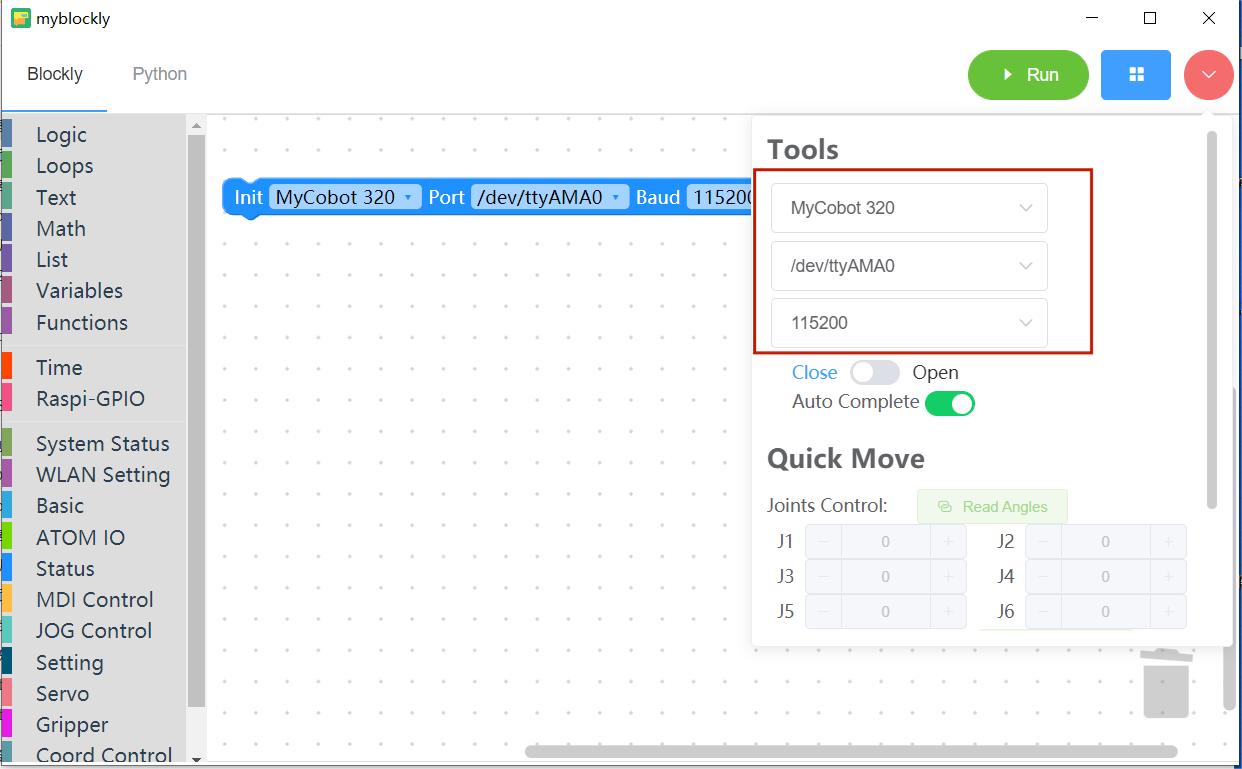 myblockly
Blockly
Python
Run
Logic
Loops
Text
Math
List
Variables
Functions
Time
Raspi-GPIO
System Status
WLAN Setting
Basic
ATOM IO
Status
MDI Control
JOG Control
Setting
Servo
Gripper
Coord Control
Init MyCobot 320 Port /dev/ttyAMA0 Baud 115200
Tools
MyCobot 320
/dev/ttyAMA0
115200
Close Open
Auto Complete
Quick Move
Joints Control: Read Angles
J1 − 0 + J2 − 0 +
J3 − 0 + J4 − 0 +
J5 − 0 + J6 − 0 +